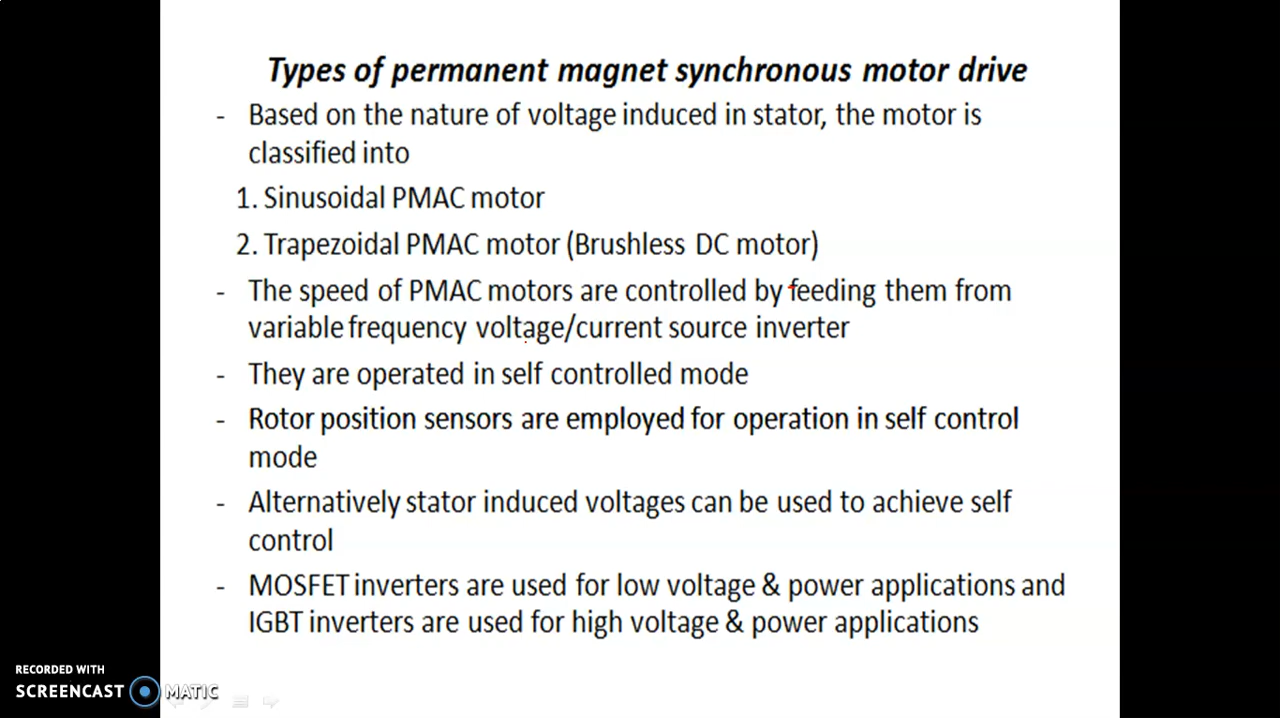 Types of permanent magnet synchronous motor drive
- Based on the nature of voltage induced in stator, the motor is
classified into
1. Sinusoidal PMAC motor
2. Trapezoidal PMAC motor (Brushless DC motor)
- The speed of PMAC motors are controlled by feeding them from
variable frequency voltage/current source inverter
- They are operated in self controlled mode
- Rotor position sensors are employed for operation in self control
mode
- Alternatively stator induced voltages can be used to achieve self
control
- MOSFET inverters are used for low voltage & power applications and
IGBT inverters are used for high voltage & power applications
RECORDED WITH
SCREENCAST MATIC